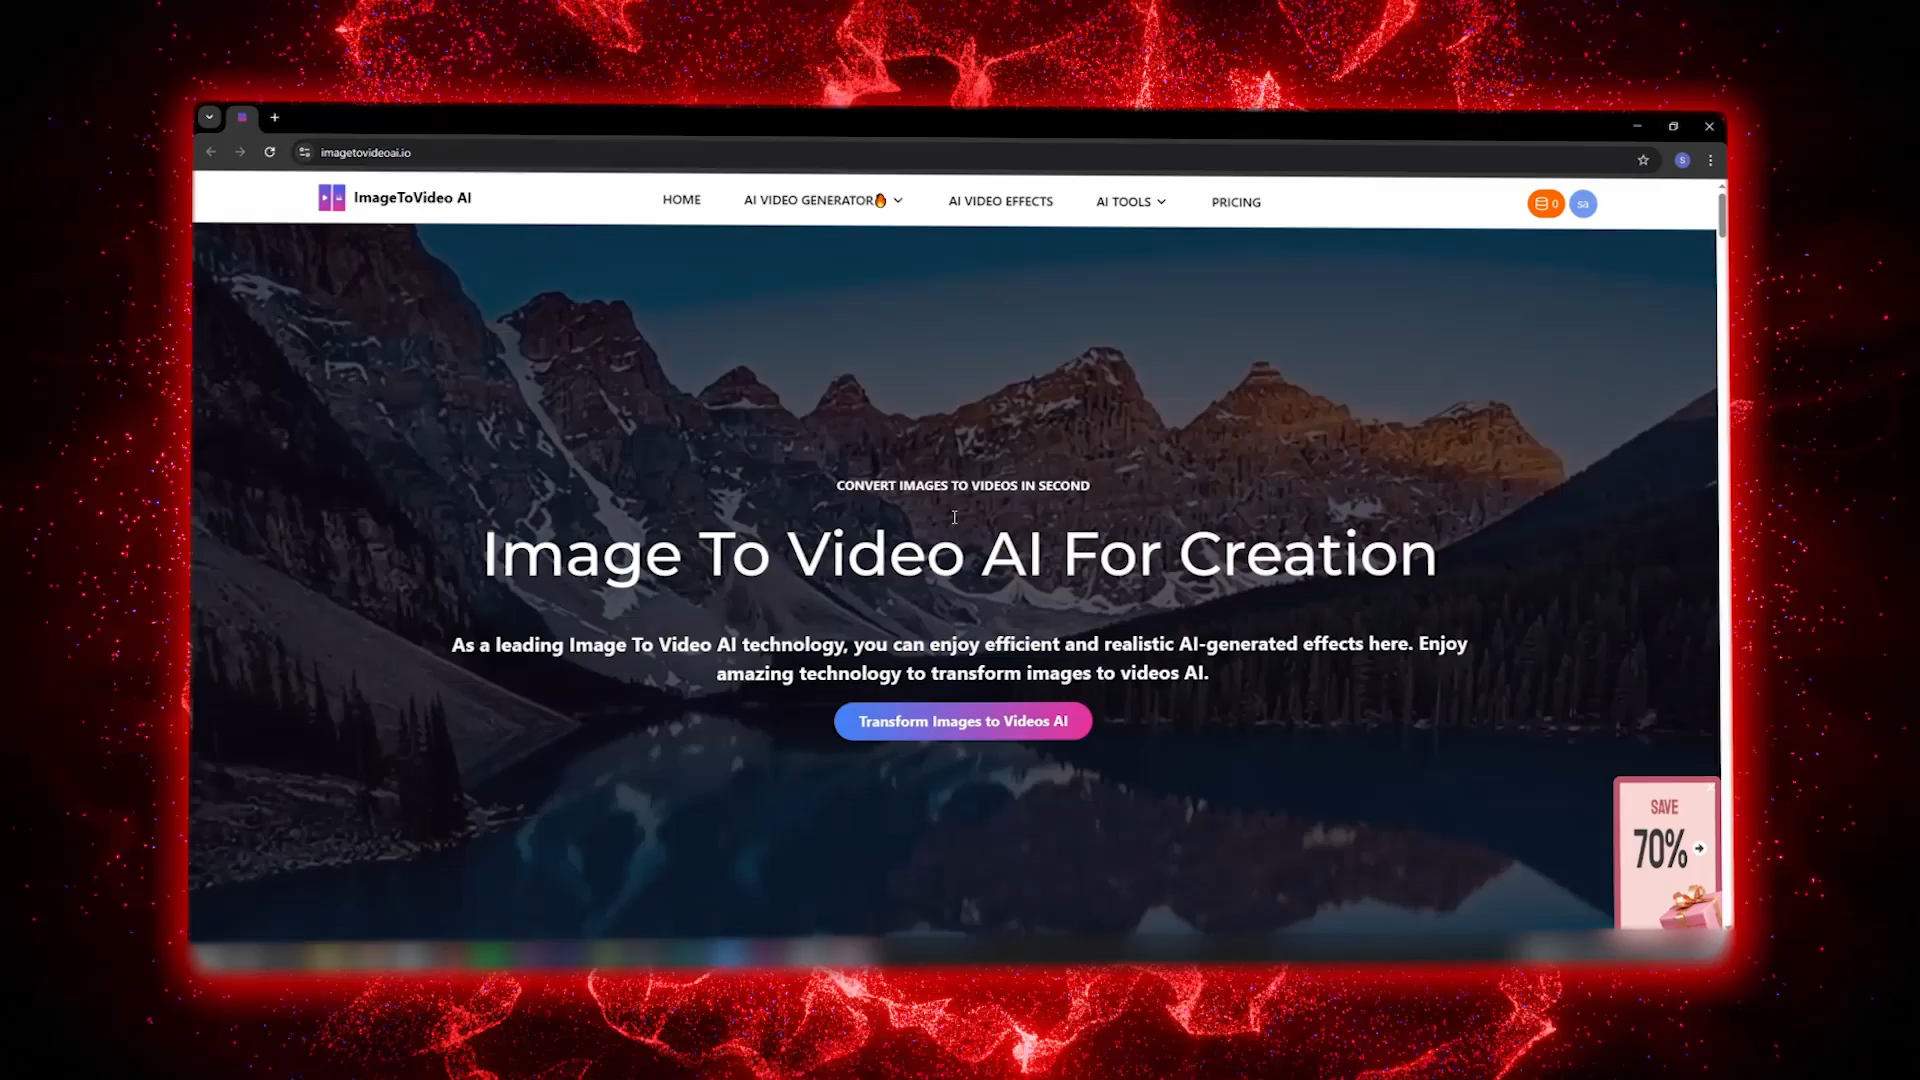 imagetovideoai.io
S
ImageToVideo AI
HOME
AI VIDEO GENERATOR🔥
AI VIDEO EFFECTS
AI TOOLS
PRICING
0
sa
CONVERT IMAGES TO VIDEOS IN SECOND
Image To Video AI For Creation
As a leading Image To Video AI technology, you can enjoy efficient and realistic AI-generated effects here. Enjoy
amazing technology to transform images to videos AI.
Transform Images to Videos AI
SAVE
70%